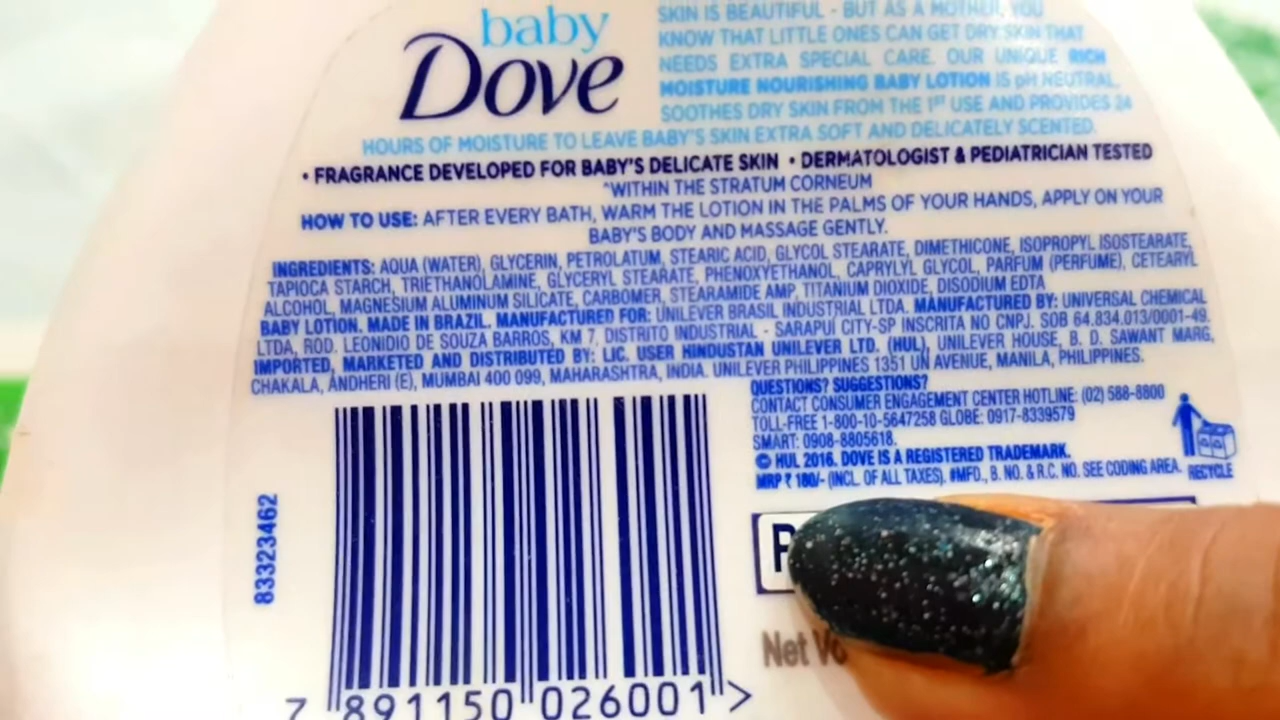 baby
Dove
SKIN IS BEAUTIFUL - BUT AS A MOTHER, YOU
KNOW THAT LITTLE ONES CAN GET DRY SKIN THAT
NEEDS EXTRA SPECIAL CARE. OUR UNIQUE RICH
MOISTURE NOURISHING BABY LOTION IS pH NEUTRAL,
SOOTHES DRY SKIN FROM THE 1ST USE AND PROVIDES 24
HOURS OF MOISTURE TO LEAVE BABY'S SKIN EXTRA SOFT AND DELICATELY SCENTED.
• FRAGRANCE DEVELOPED FOR BABY'S DELICATE SKIN • DERMATOLOGIST & PEDIATRICIAN TESTED
*WITHIN THE STRATUM CORNEUM
HOW TO USE: AFTER EVERY BATH, WARM THE LOTION IN THE PALMS OF YOUR HANDS, APPLY ON YOUR
BABY'S BODY AND MASSAGE GENTLY.
INGREDIENTS: AQUA (WATER), GLYCERIN, PETROLATUM, STEARIC ACID, GLYCOL STEARATE, DIMETHICONE, ISOPROPYL ISOSTEARATE,
TAPIOCA STARCH, TRIETHANOLAMINE, GLYCERYL STEARATE, PHENOXYETHANOL, CAPRYLYL GLYCOL, PARFUM (PERFUME), CETEARYL
ALCOHOL, MAGNESIUM ALUMINUM SILICATE, CARBOMER, STEARAMIDE AMP, TITANIUM DIOXIDE, DISODIUM EDTA
BABY LOTION. MADE IN BRAZIL. MANUFACTURED FOR: UNILEVER BRASIL INDUSTRIAL LTDA. MANUFACTURED BY: UNIVERSAL CHEMICAL
LTDA, ROD. LEONIDIO DE SOUZA BARROS, KM 7, DISTRITO INDUSTRIAL - SARAPUÍ CITY-SP INSCRITA NO CNPJ. SOB 64.834.013/0001-49.
IMPORTED, MARKETED AND DISTRIBUTED BY: LIC. USER HINDUSTAN UNILEVER LTD. (HUL), UNILEVER HOUSE, B. D. SAWANT MARG,
CHAKALA, ANDHERI (E), MUMBAI 400 099, MAHARASHTRA, INDIA. UNILEVER PHILIPPINES 1351 UN AVENUE, MANILA, PHILIPPINES.
QUESTIONS? SUGGESTIONS?
CONTACT CONSUMER ENGAGEMENT CENTER HOTLINE: (02) 588-8800
TOLL-FREE 1-800-10-5647258 GLOBE: 0917-8339579
SMART: 0908-8805618.
© HUL 2016. DOVE IS A REGISTERED TRADEMARK.
MRP ₹ 180/- (INCL. OF ALL TAXES). #MFD., B. NO. & R.C. NO. SEE CODING AREA.
RECYCLE
83323462
Net
7 891150 026001 >